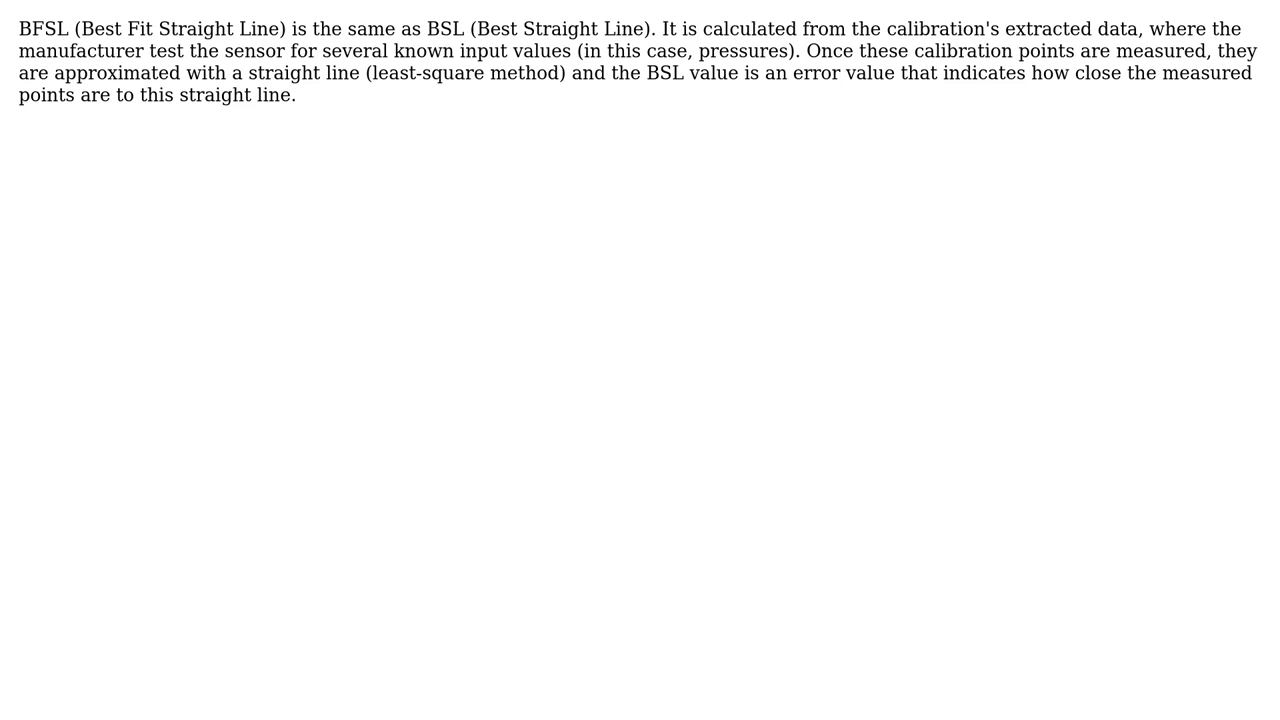 BFSL (Best Fit Straight Line) is the same as BSL (Best Straight Line). It is calculated from the calibration's extracted data, where the
manufacturer test the sensor for several known input values (in this case, pressures). Once these calibration points are measured, they
are approximated with a straight line (least-square method) and the BSL value is an error value that indicates how close the measured
points are to this straight line.